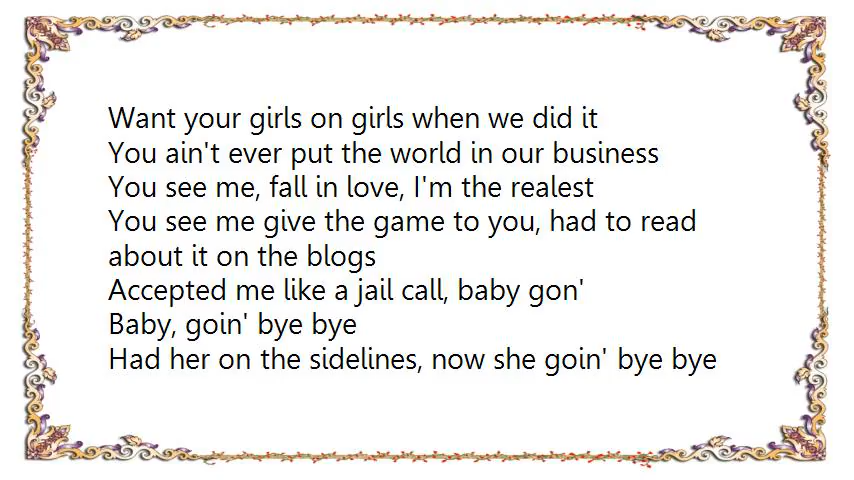 Want your girls on girls when we did it
You ain't ever put the world in our business
You see me, fall in love, I'm the realest
You see me give the game to you, had to read
about it on the blogs
Accepted me like a jail call, baby gon'
Baby, goin' bye bye
Had her on the sidelines, now she goin' bye bye